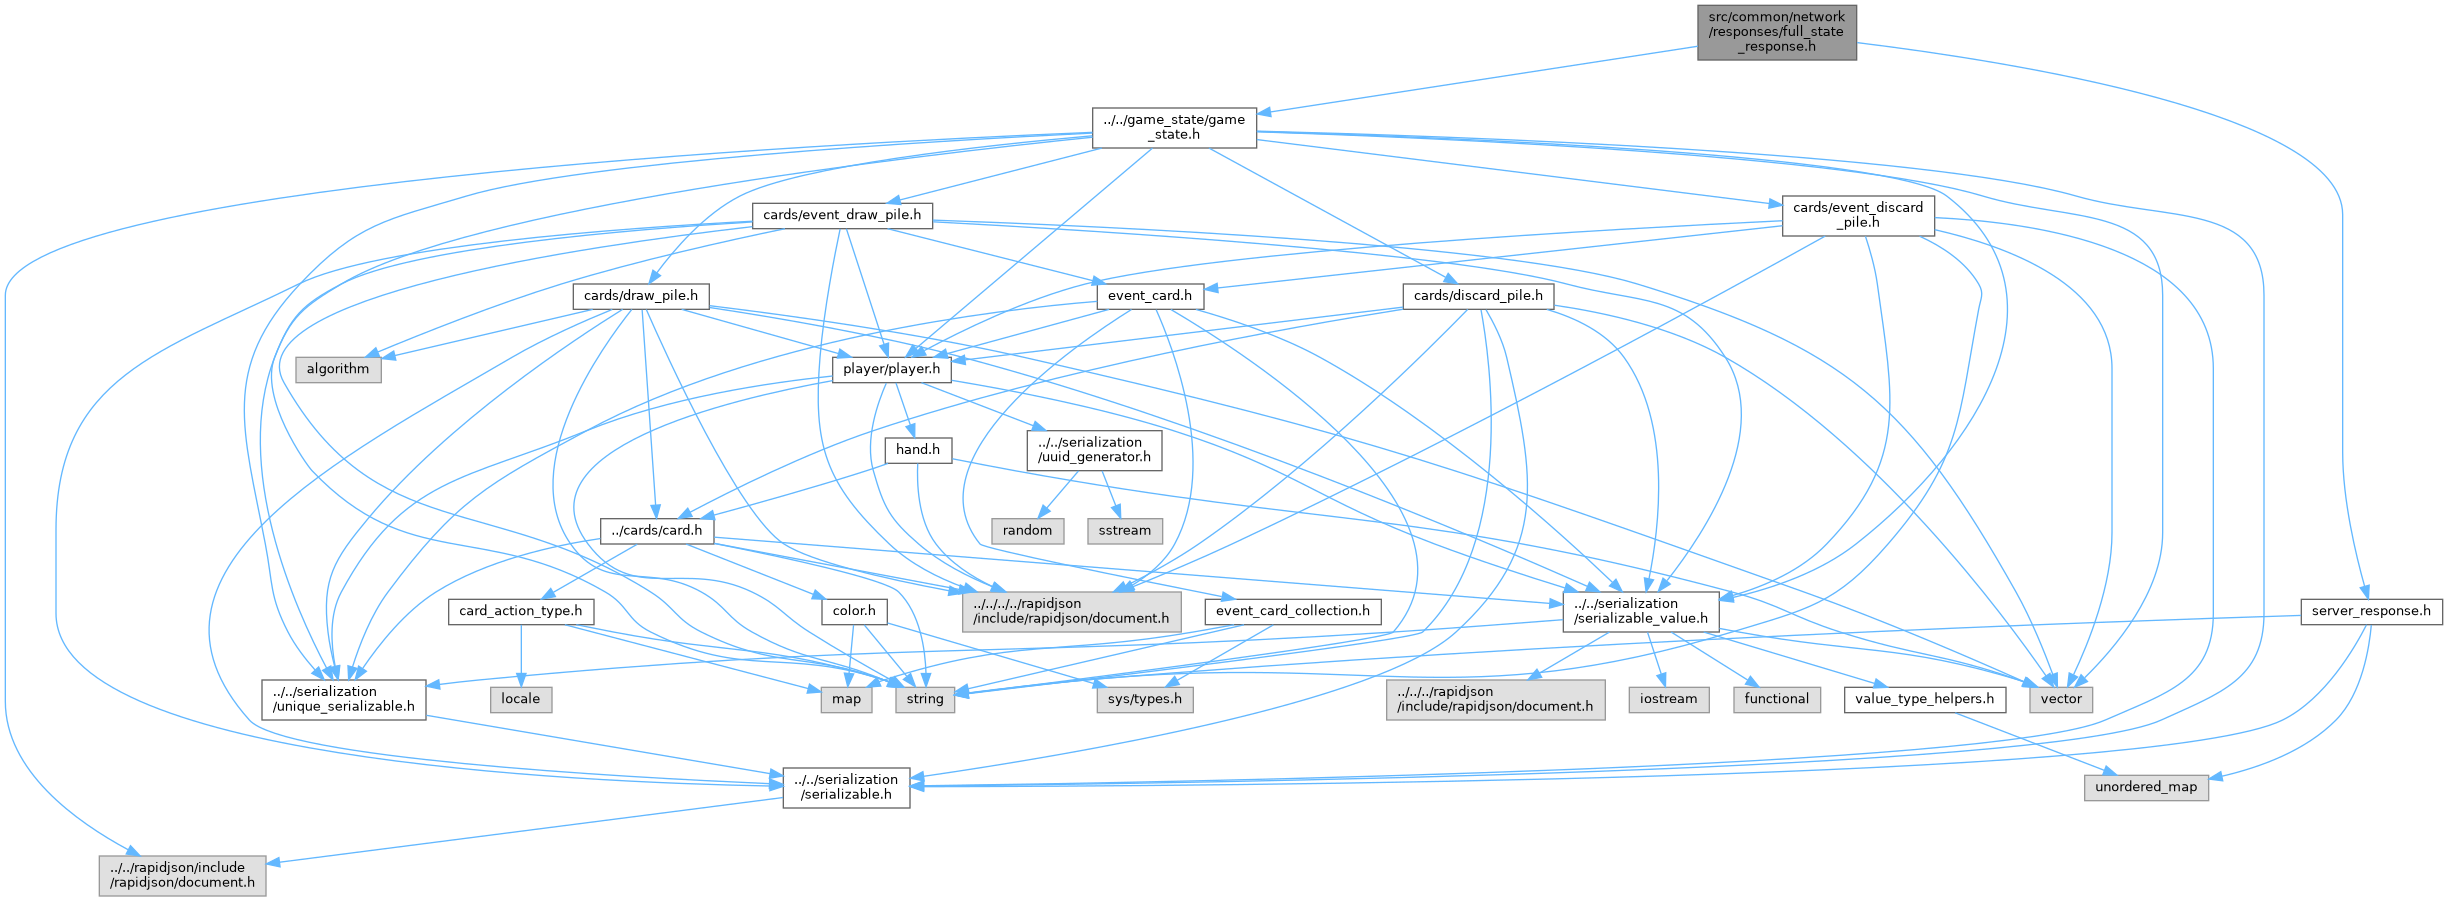 src/common/network
/responses/full_state
_response.h
../../game_state/game
_state.h
cards/event_draw_pile.h
cards/event_discard
_pile.h
cards/draw_pile.h
event_card.h
cards/discard_pile.h
algorithm
player/player.h
hand.h
../../serialization
/uuid_generator.h
random
sstream
../cards/card.h
card_action_type.h
color.h
../../../../rapidjson
/include/rapidjson/document.h
event_card_collection.h
../../serialization
/serializable_value.h
server_response.h
../../serialization
/unique_serializable.h
locale
map
string
sys/types.h
../../../rapidjson
/include/rapidjson/document.h
iostream
functional
value_type_helpers.h
vector
../../serialization
/serializable.h
unordered_map
../../rapidjson/include
/rapidjson/document.h